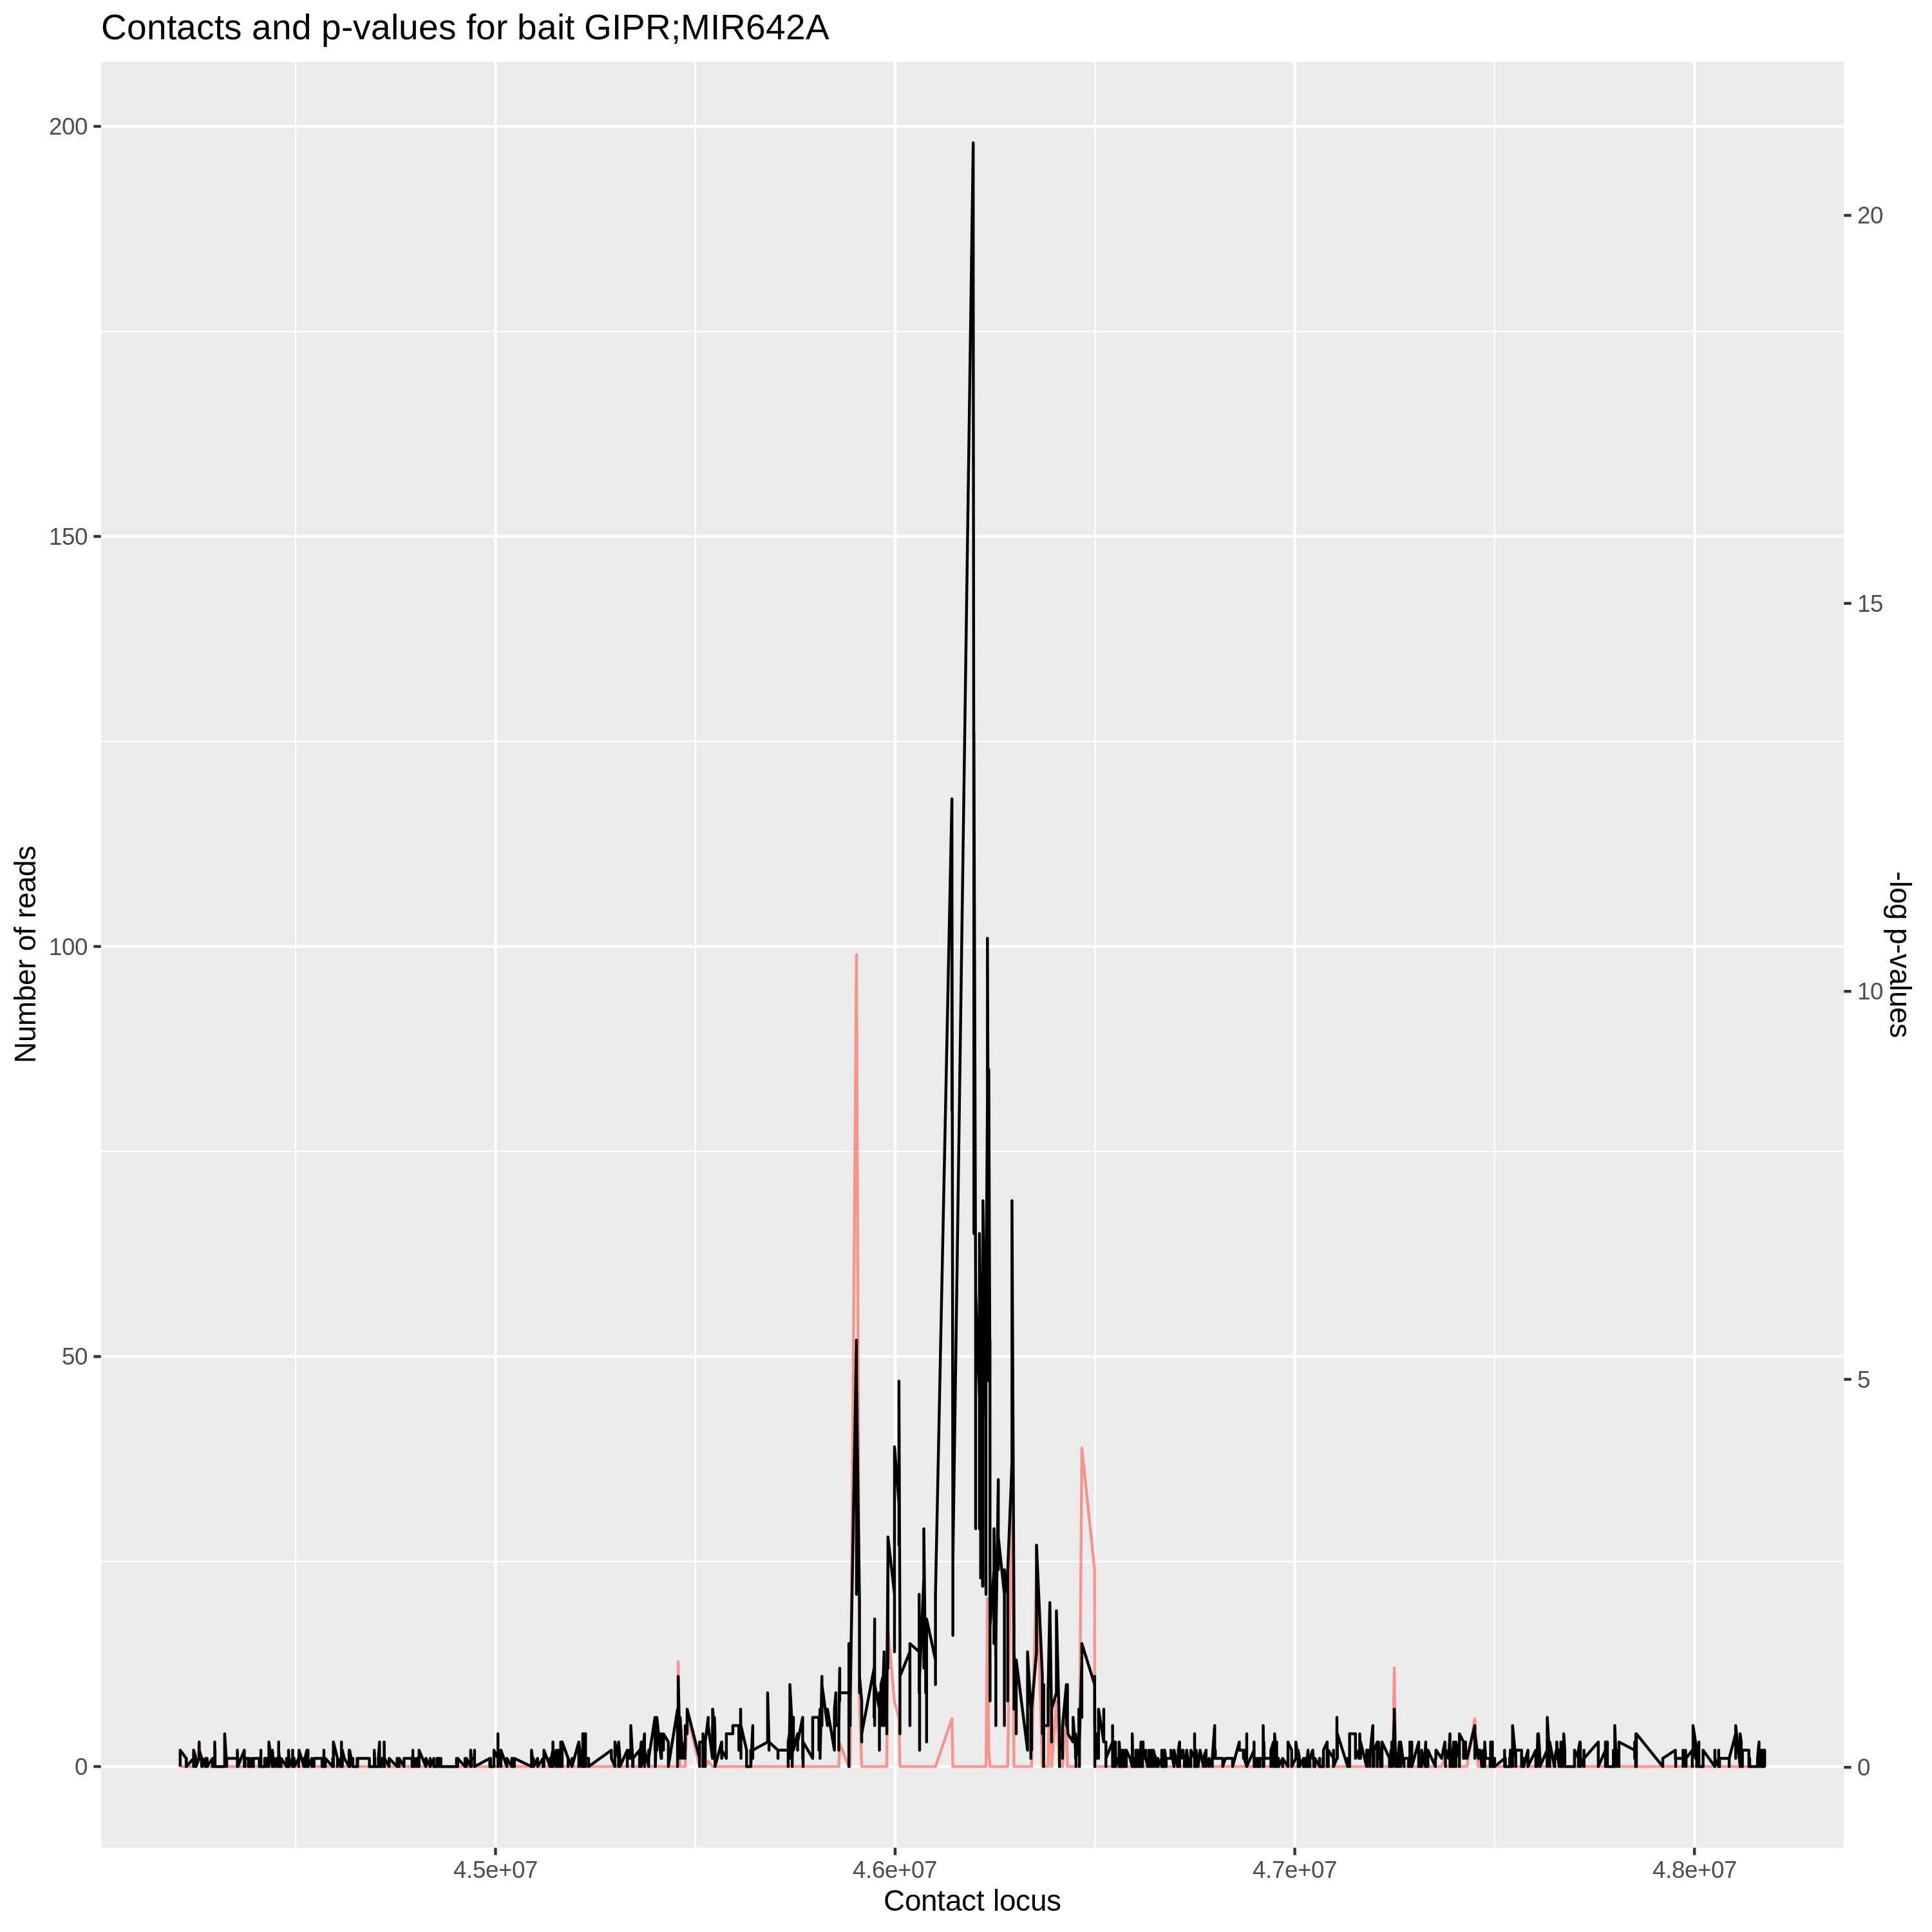 Contacts and p-values for bait GIPR;MIR642A
Number of reads
200
150
100
50
0
20
15
10
5
0
-log p-values
4.5e+07
4.6e+07
4.7e+07
4.8e+07
Contact locus